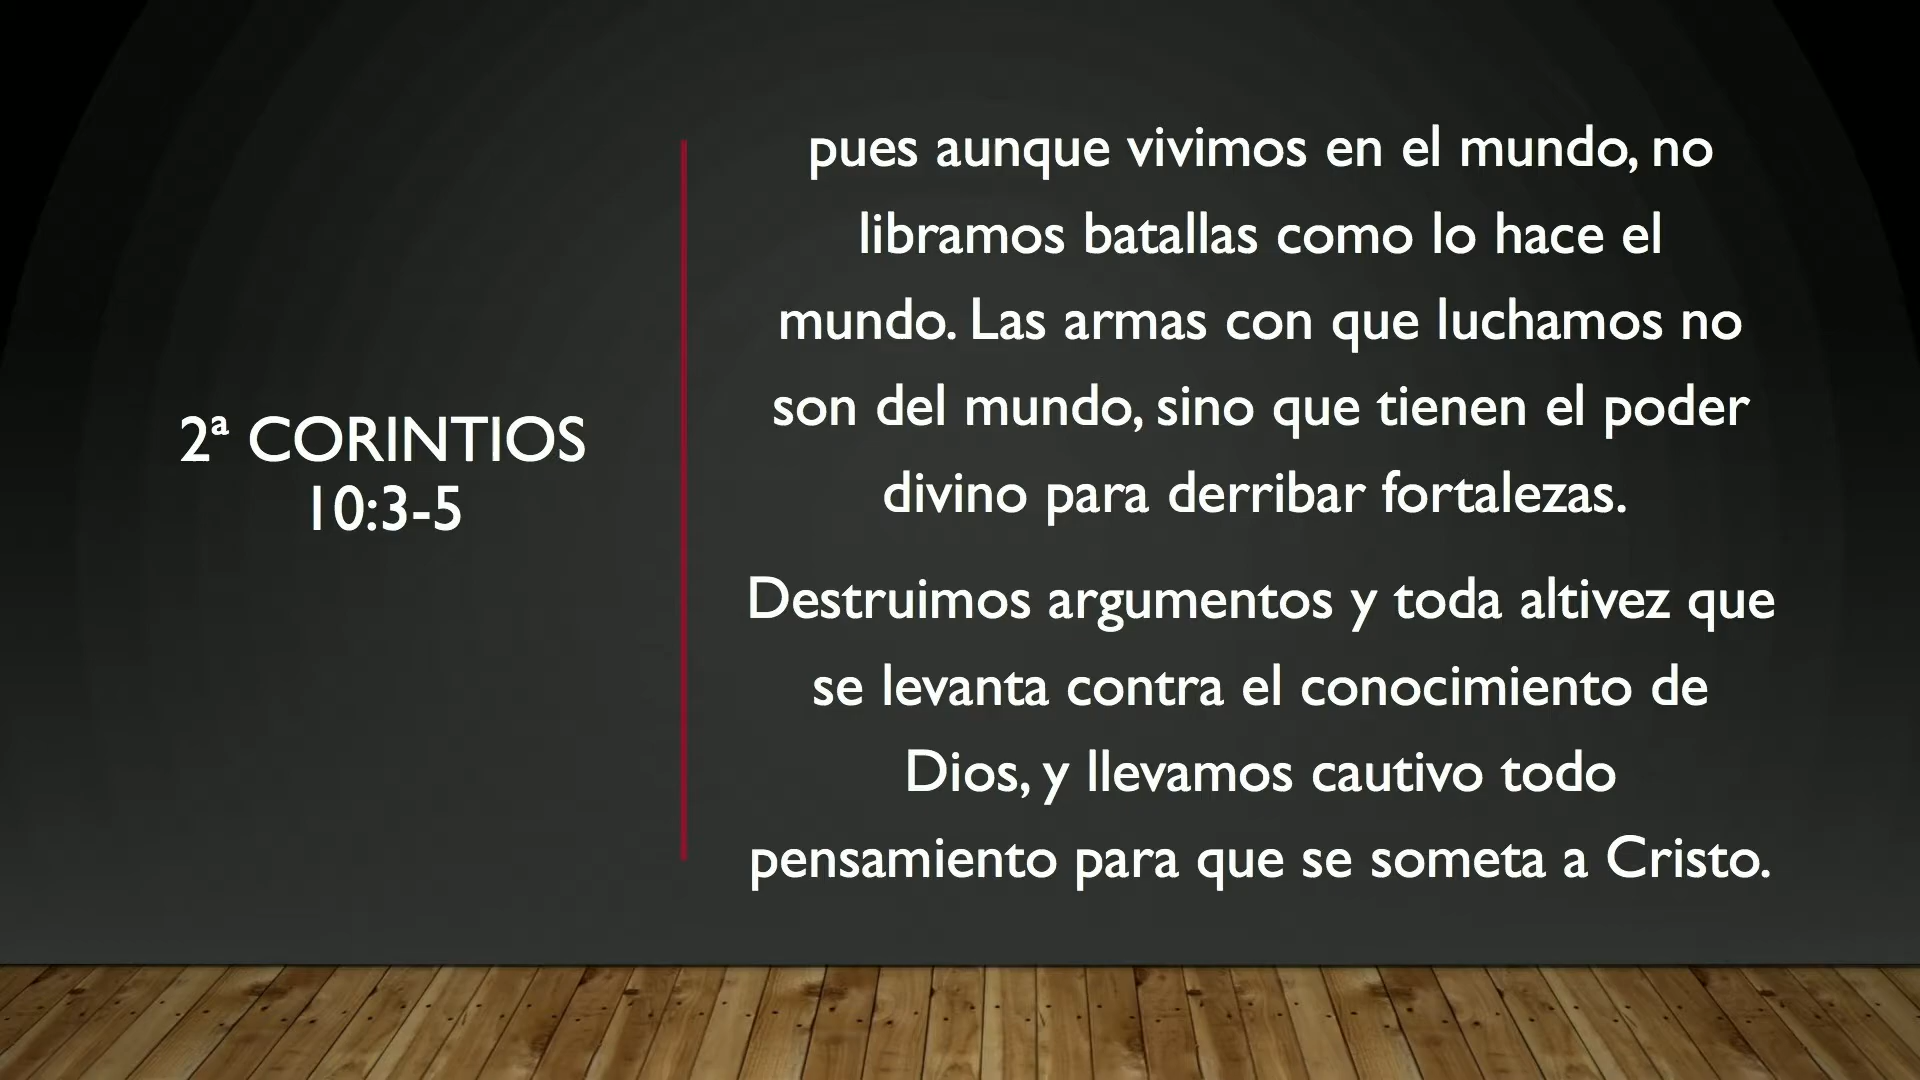 2ª CORINTIOS
10:3-5
pues aunque vivimos en el mundo, no
libramos batallas como lo hace el
mundo. Las armas con que luchamos no
son del mundo, sino que tienen el poder
divino para derribar fortalezas.
Destruimos argumentos y toda altivez que
se levanta contra el conocimiento de
Dios, y llevamos cautivo todo
pensamiento para que se someta a Cristo.